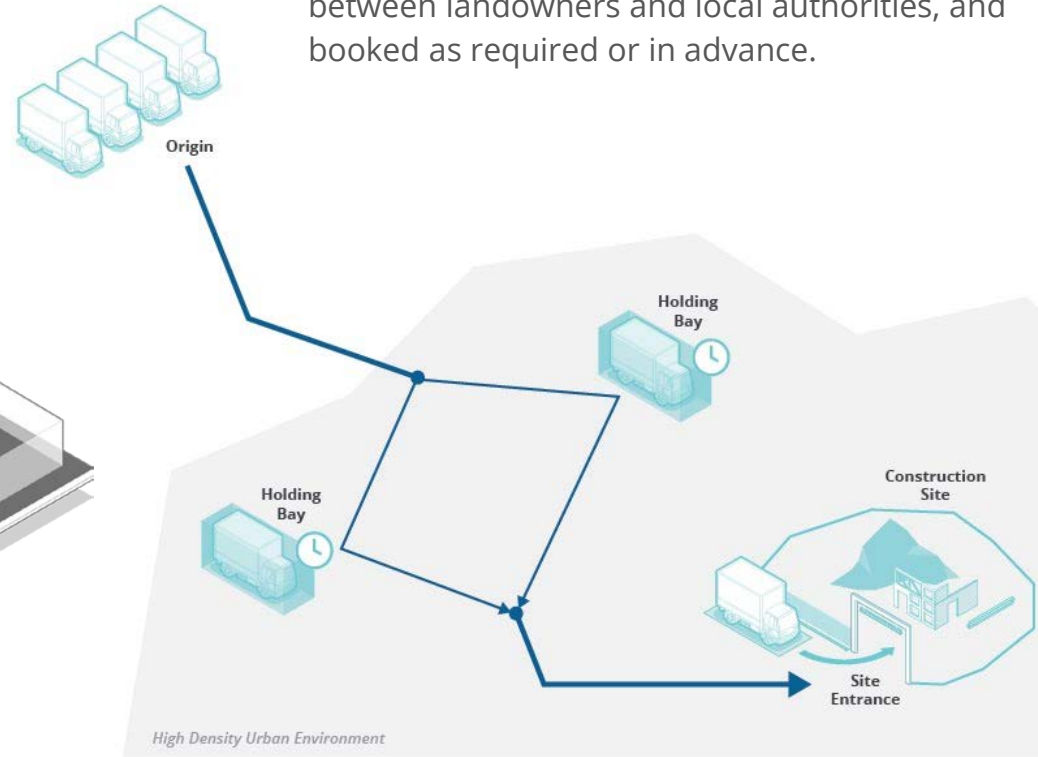 between landowners and local authorities, and
booked as required or in advance.
Origin
Holding
Bay
Holding
Bay
Construction
Site
Site
Entrance
High Density Urban Environment